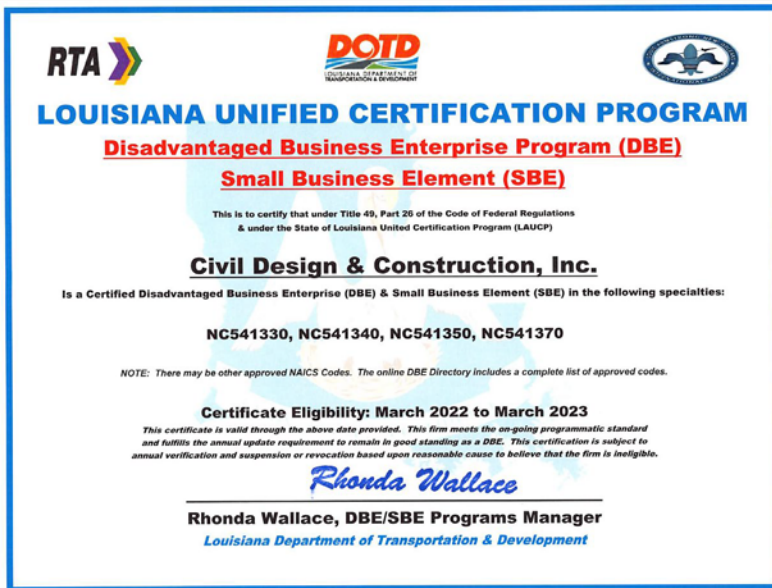 RTA
DOTD
LOUISIANA DEPARTMENT OF
TRANSPORTATION & DEVELOPMENT
LOUISIANA UNIFIED CERTIFICATION PROGRAM
Disadvantaged Business Enterprise Program (DBE)
Small Business Element (SBE)
This is to certify that under Title 49, Part 26 of the Code of Federal Regulations
& under the State of Louisiana United Certification Program (LAUCP)
Civil Design & Construction, Inc.
Is a Certified Disadvantaged Business Enterprise (DBE) & Small Business Element (SBE) in the following specialties:
NC541330, NC541340, NC541350, NC541370
NOTE: There may be other approved NAICS Codes. The online DBE Directory includes a complete list of approved codes.
Certificate Eligibility: March 2022 to March 2023
This certificate is valid through the above date provided. This firm meets the on-going programmatic standard
and fulfills the annual update requirement to remain in good standing as a DBE. This certification is subject to
annual verification and suspension or revocation based upon reasonable cause to believe that the firm is ineligible.
Rhonda Wallace
Rhonda Wallace, DBE/SBE Programs Manager
Louisiana Department of Transportation & Development